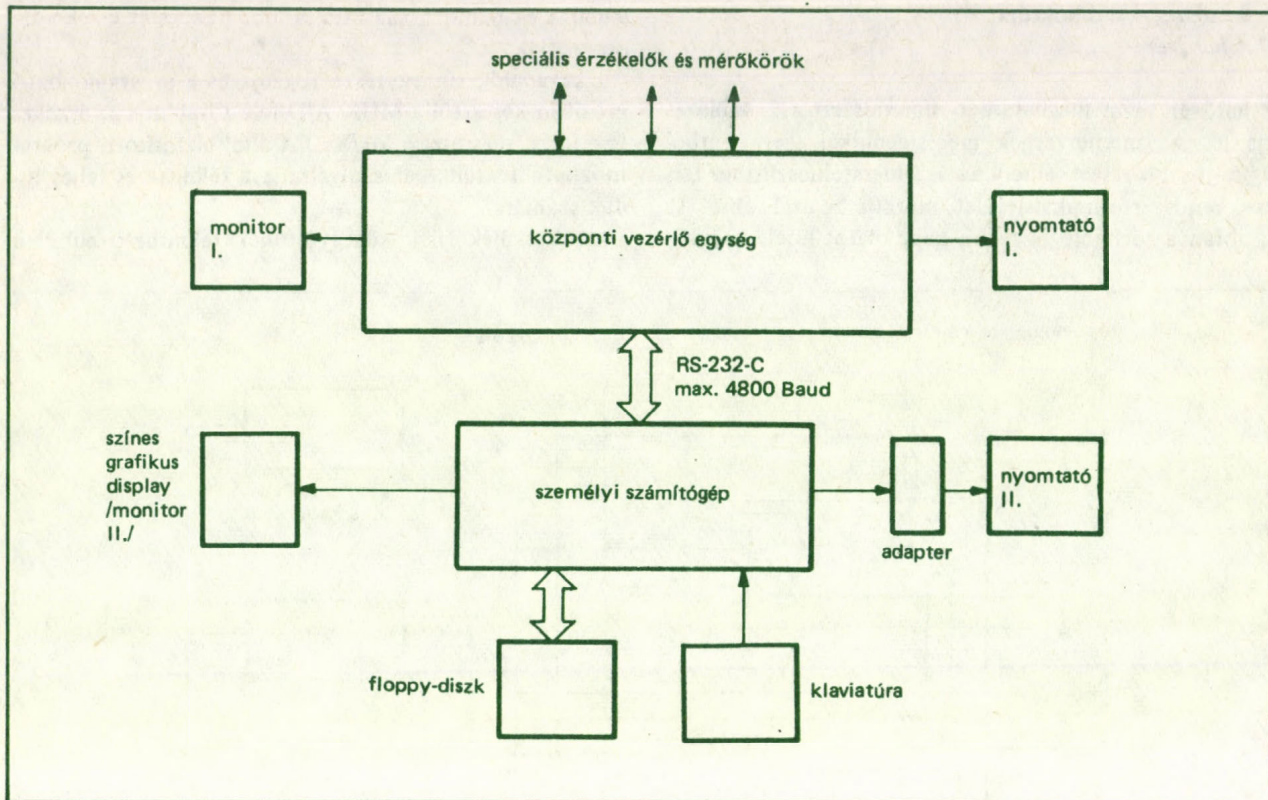 speciális érzékelők és mérőkörök
monitor
I.
központi vezérlő egység
nyomtató
I.
RS-232-C
max. 4800 Baud
színes
grafikus
display
/monitor
II./
személyi számítógép
adapter
nyomtató
II.
floppy-diszk
klaviatúra